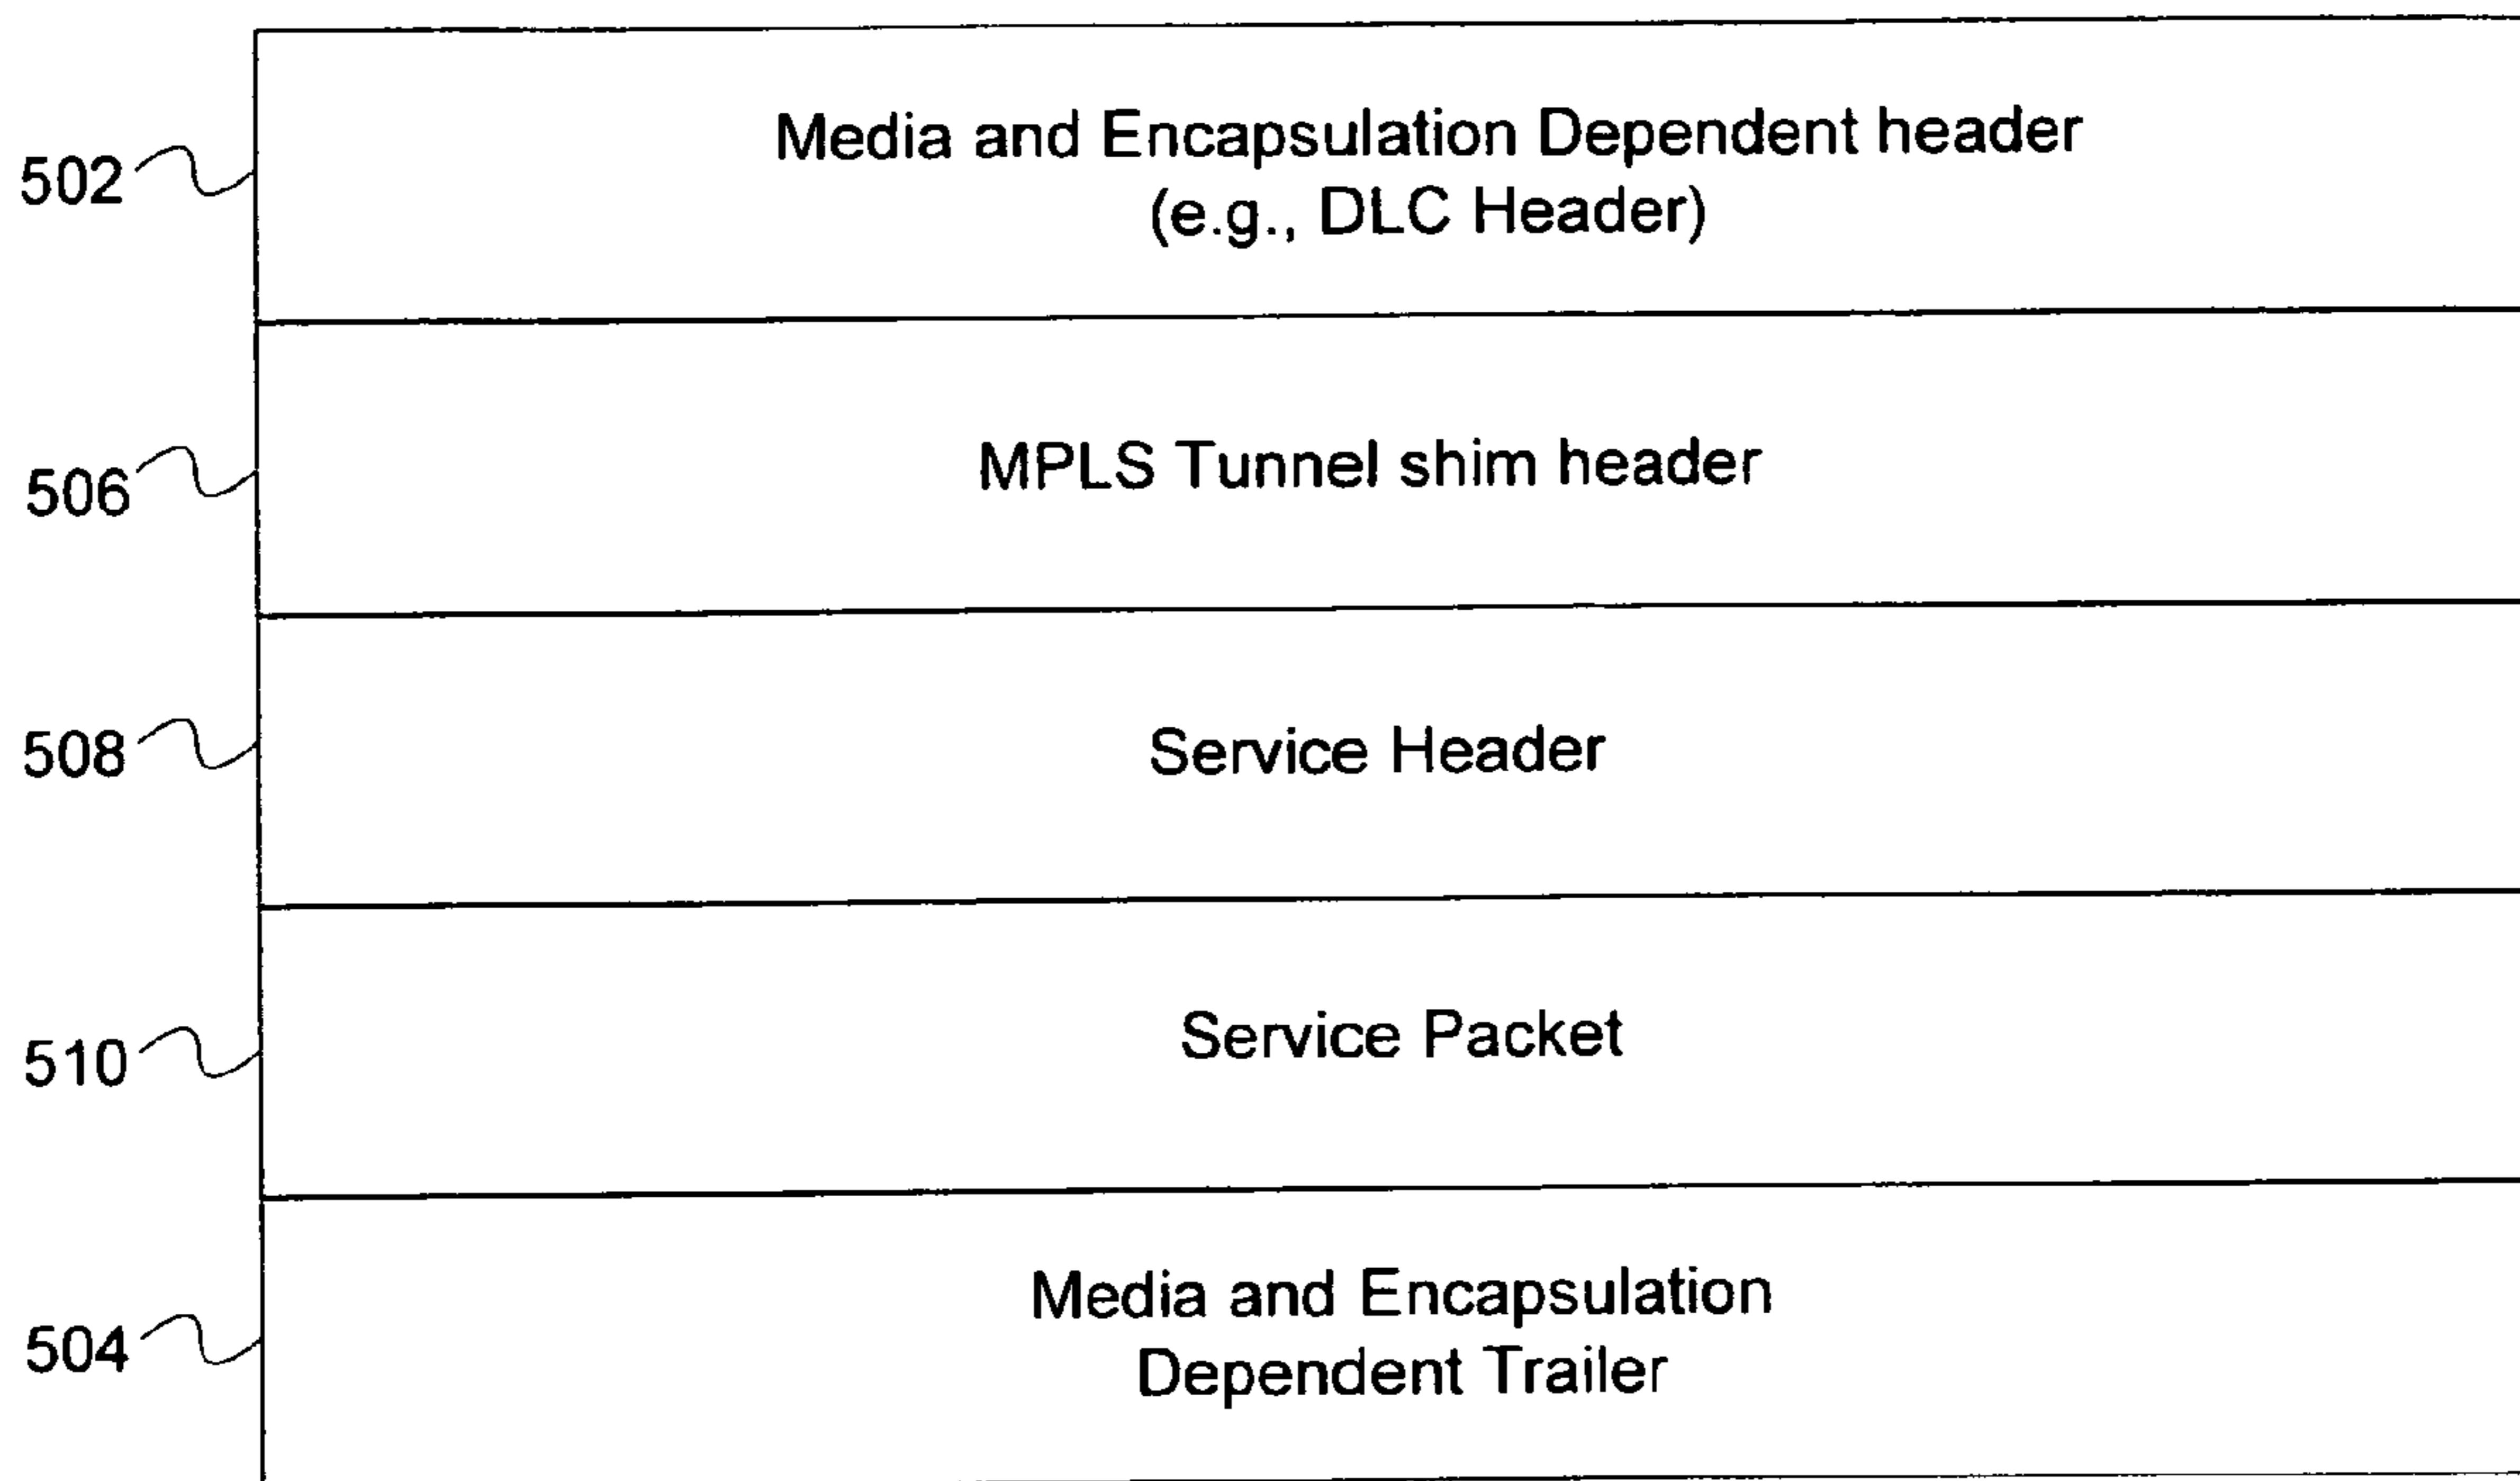 502
Media and Encapsulation Dependent header
(e.g., DLC Header)
506
MPLS Tunnel shim header
508
Service Header
510
Service Packet
504
Media and Encapsulation
Dependent Trailer